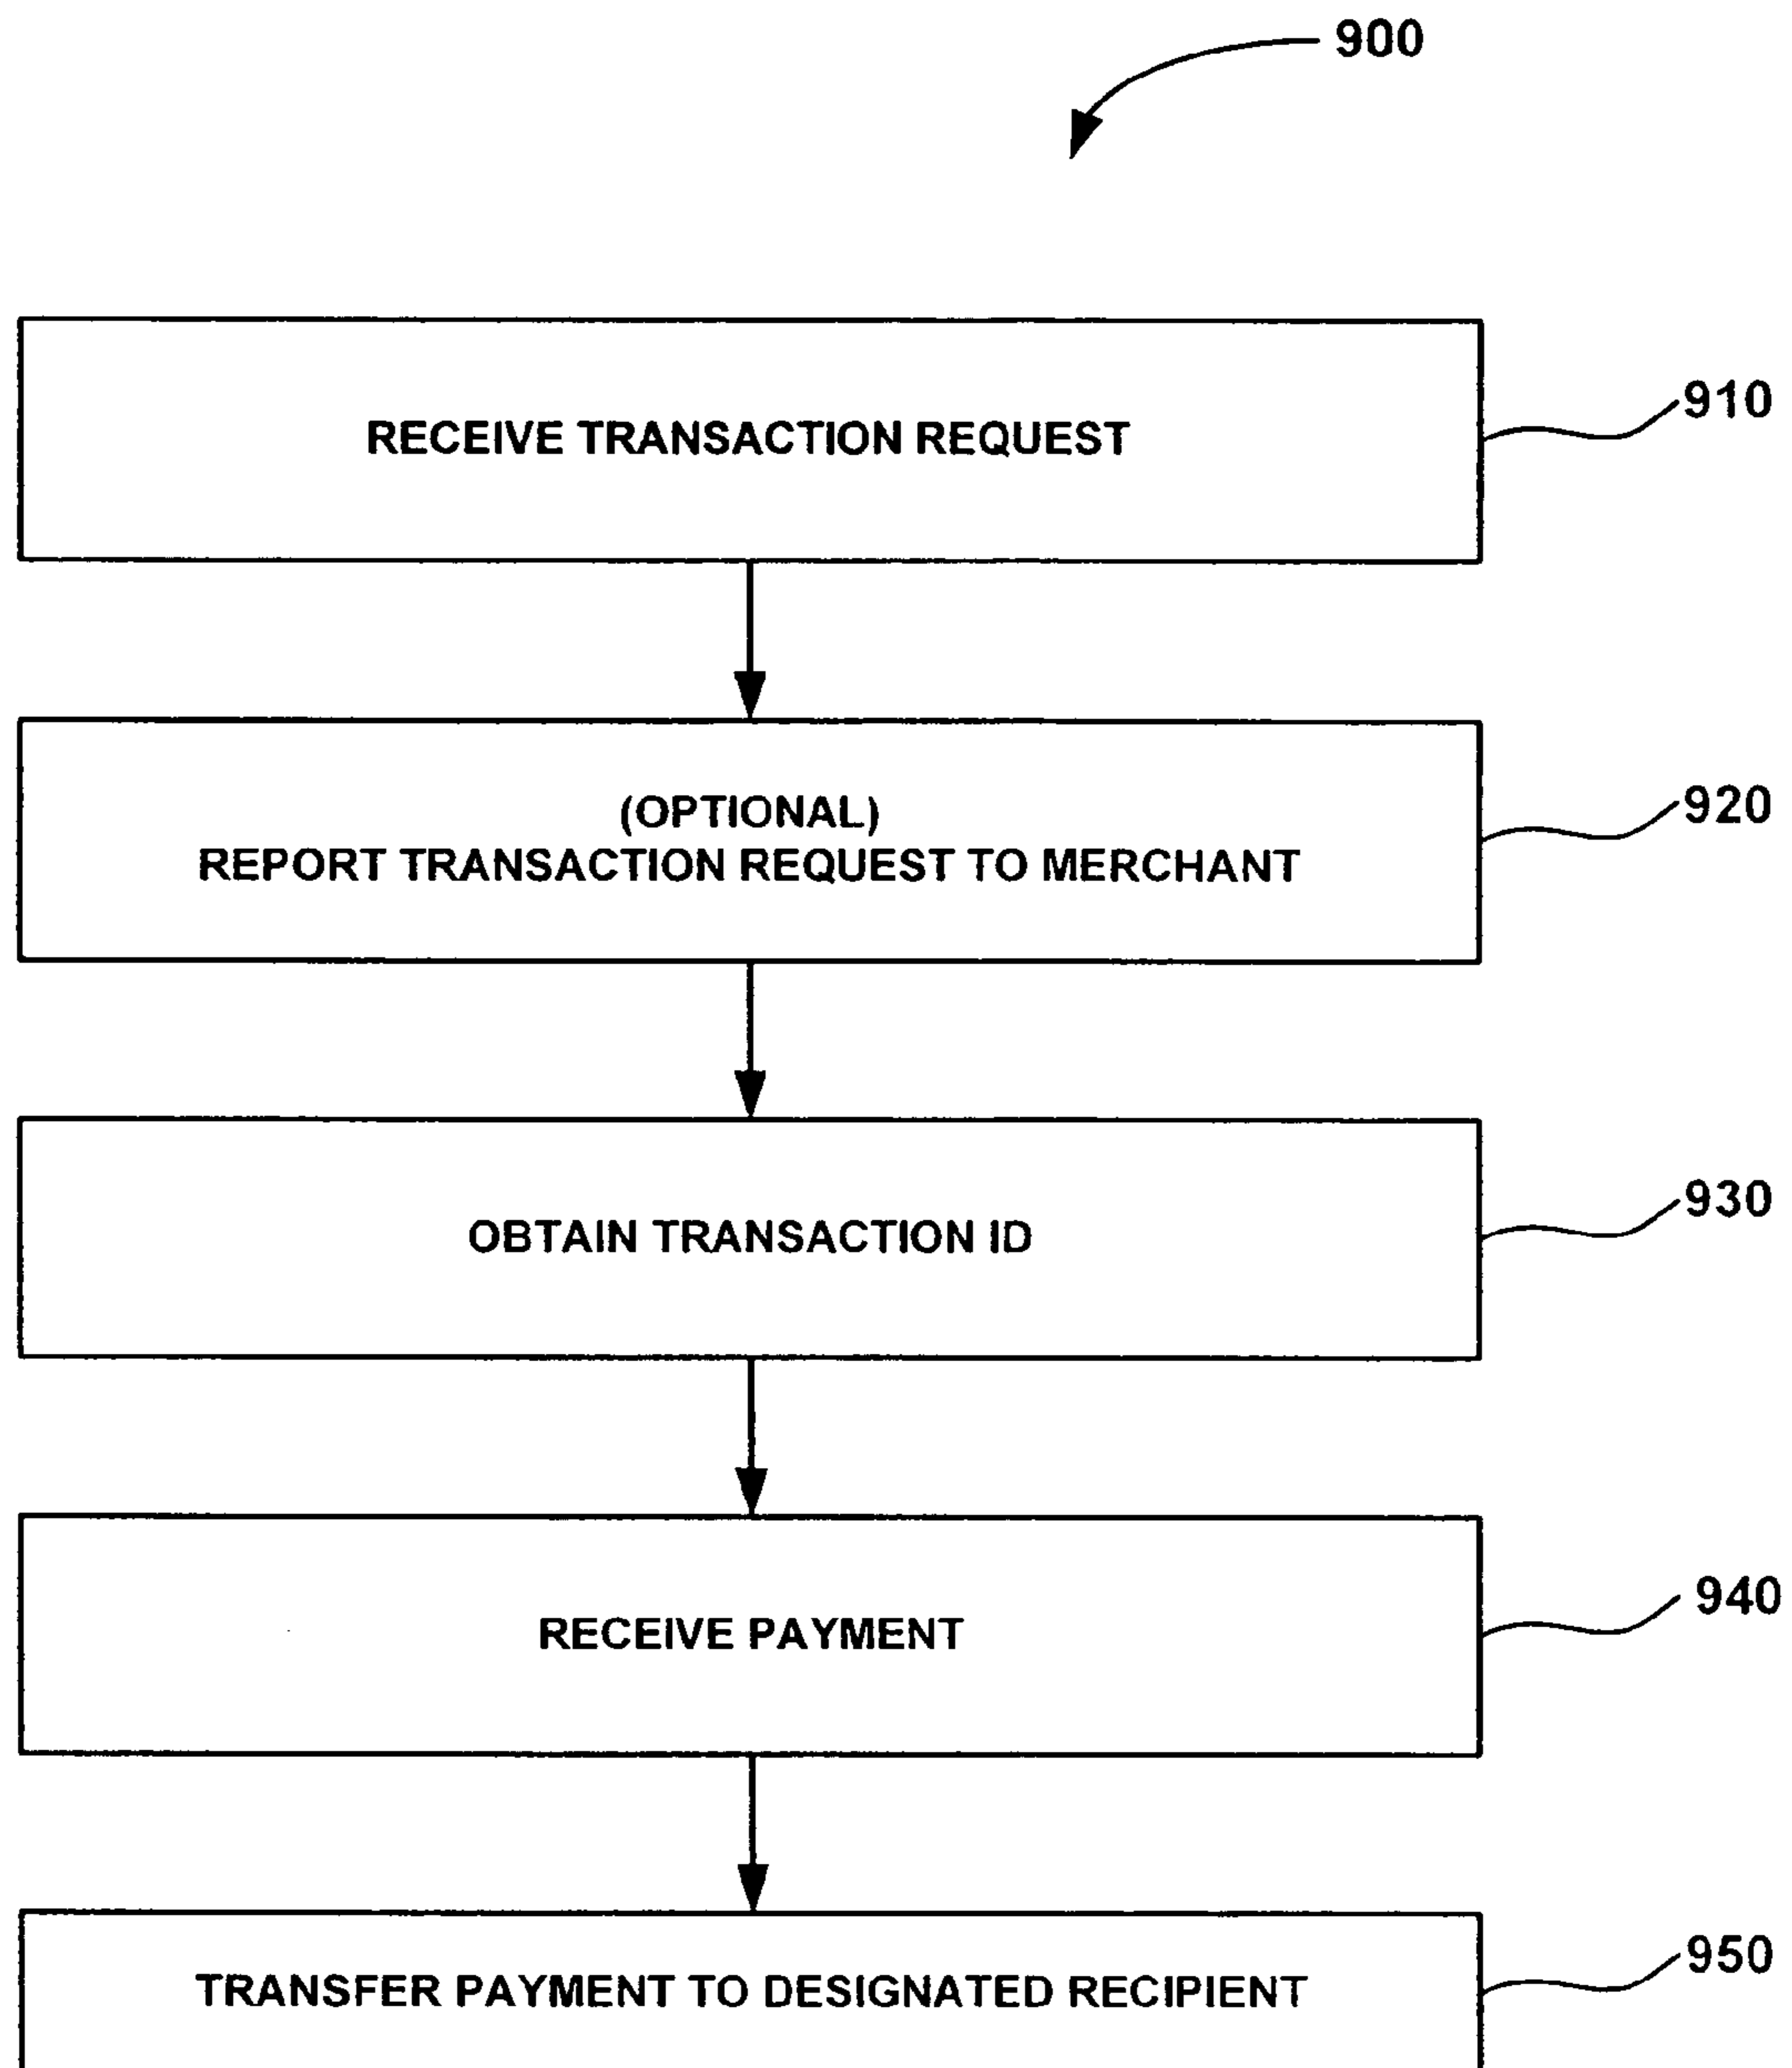 900
RECEIVE TRANSACTION REQUEST
910
(OPTIONAL)
REPORT TRANSACTION REQUEST TO MERCHANT
920
OBTAIN TRANSACTION ID
930
RECEIVE PAYMENT
940
TRANSFER PAYMENT TO DESIGNATED RECIPIENT
950